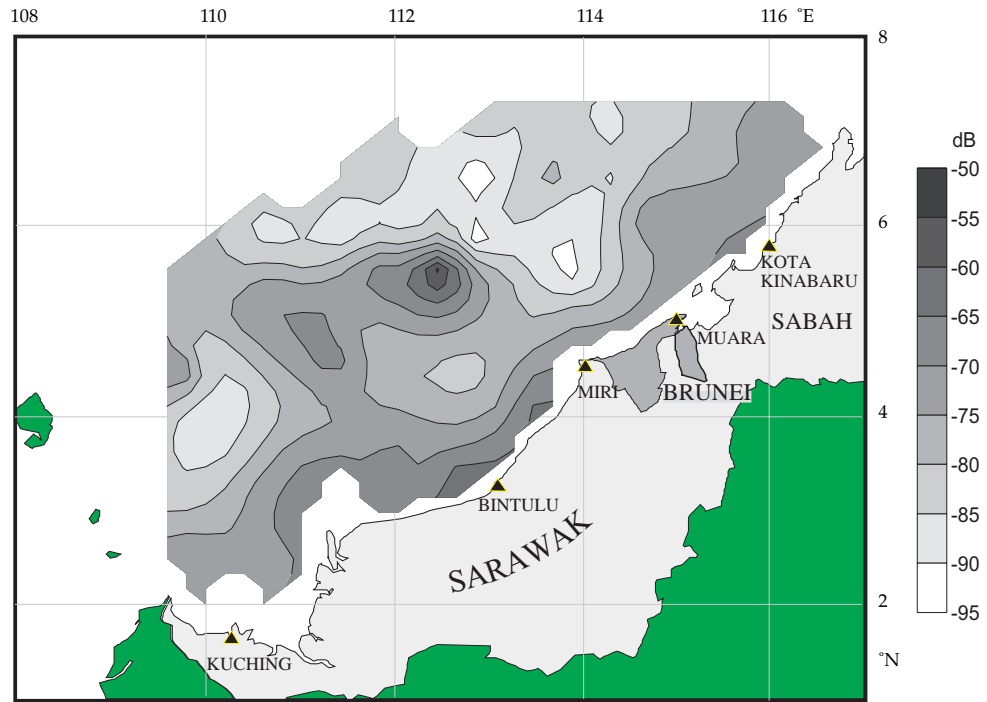 108
110
112
114
116 °E
8
dB
-50
-55
6
-60
KOTA
KINABARU
-65
SABAH
MUARA
-70
MIRI
BRUNEI
4
-75
-80
BINTULU
-85
SARAWAK
-90
2
-95
KUCHING
°N